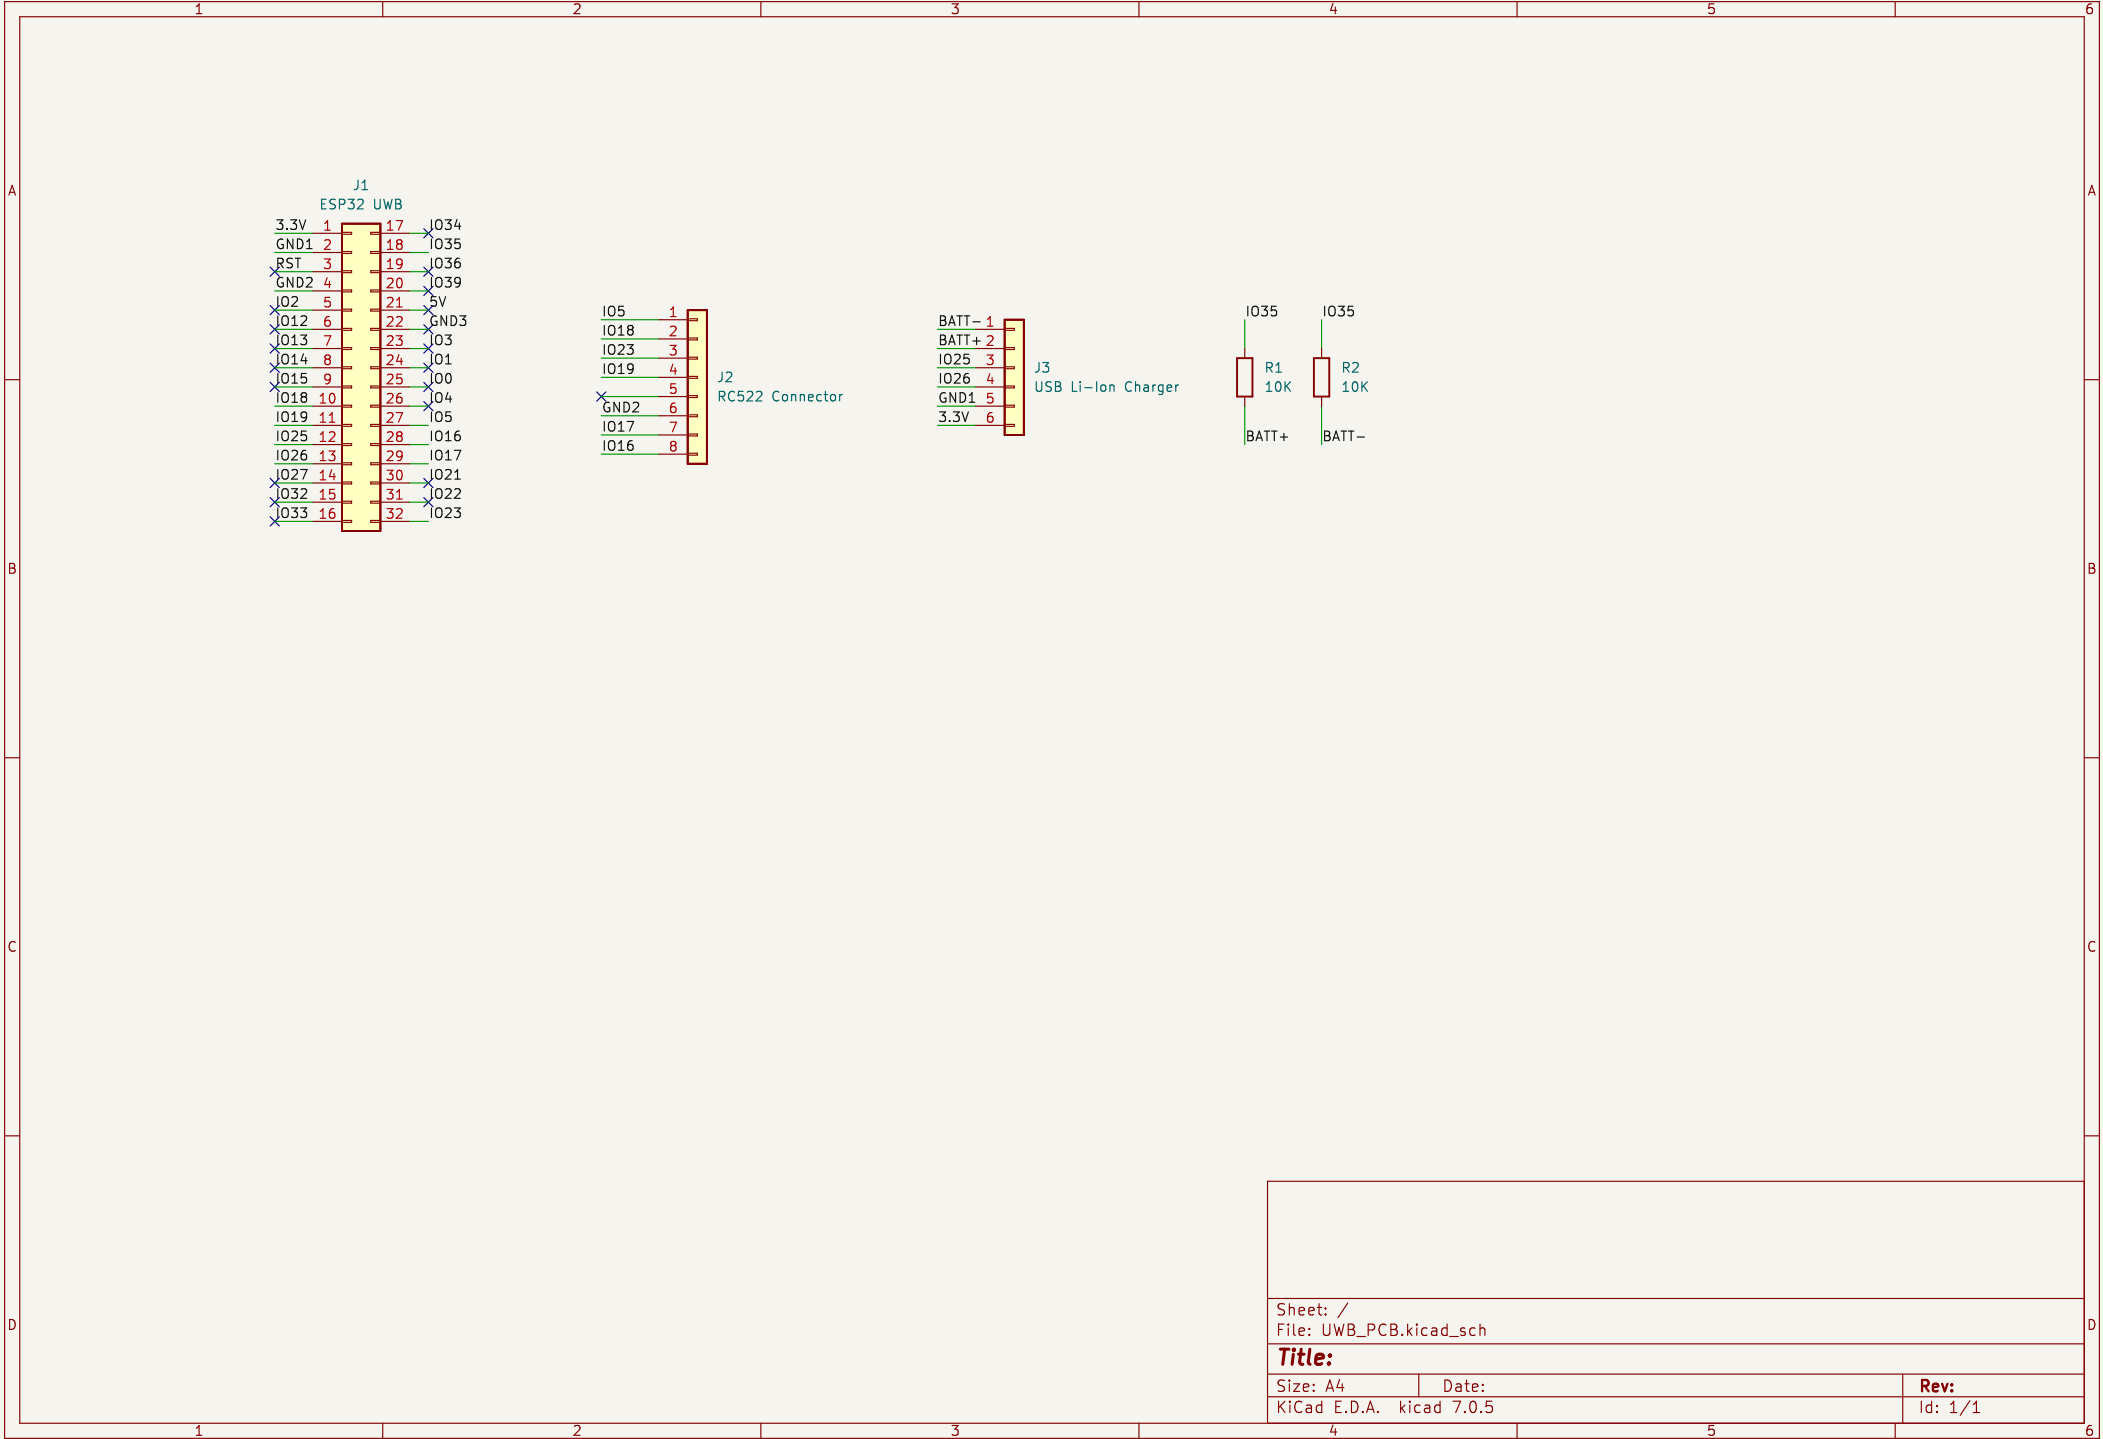 1 2 3 4 5 6
A A
J1
ESP32 UWB
3.3V 1 17 IO34
GND1 2 18 IO35
RST 3 19 IO36
GND2 4 20 IO39
IO2 5 21 5V
IO12 6 22 GND3
IO13 7 23 IO3
IO14 8 24 IO1
IO15 9 25 IO0
IO18 10 26 IO4
IO19 11 27 IO5
IO25 12 28 IO16
IO26 13 29 IO17
IO27 14 30 IO21
IO32 15 31 IO22
IO33 16 32 IO23
IO5 1
IO18 2
IO23 3
IO19 4
5
GND2 6
IO17 7
IO16 8
J2
RC522 Connector
BATT- 1
BATT+ 2
IO25 3
IO26 4
GND1 5
3.3V 6
J3
USB Li-Ion Charger
IO35 IO35
R1 R2
10K 10K
BATT+ BATT-
B B
C C
D D
Sheet: /
File: UWB_PCB.kicad_sch
Title:
Size: A4 Date: Rev:
KiCad E.D.A. kicad 7.0.5 Id: 1/1
1 2 3 4 5 6